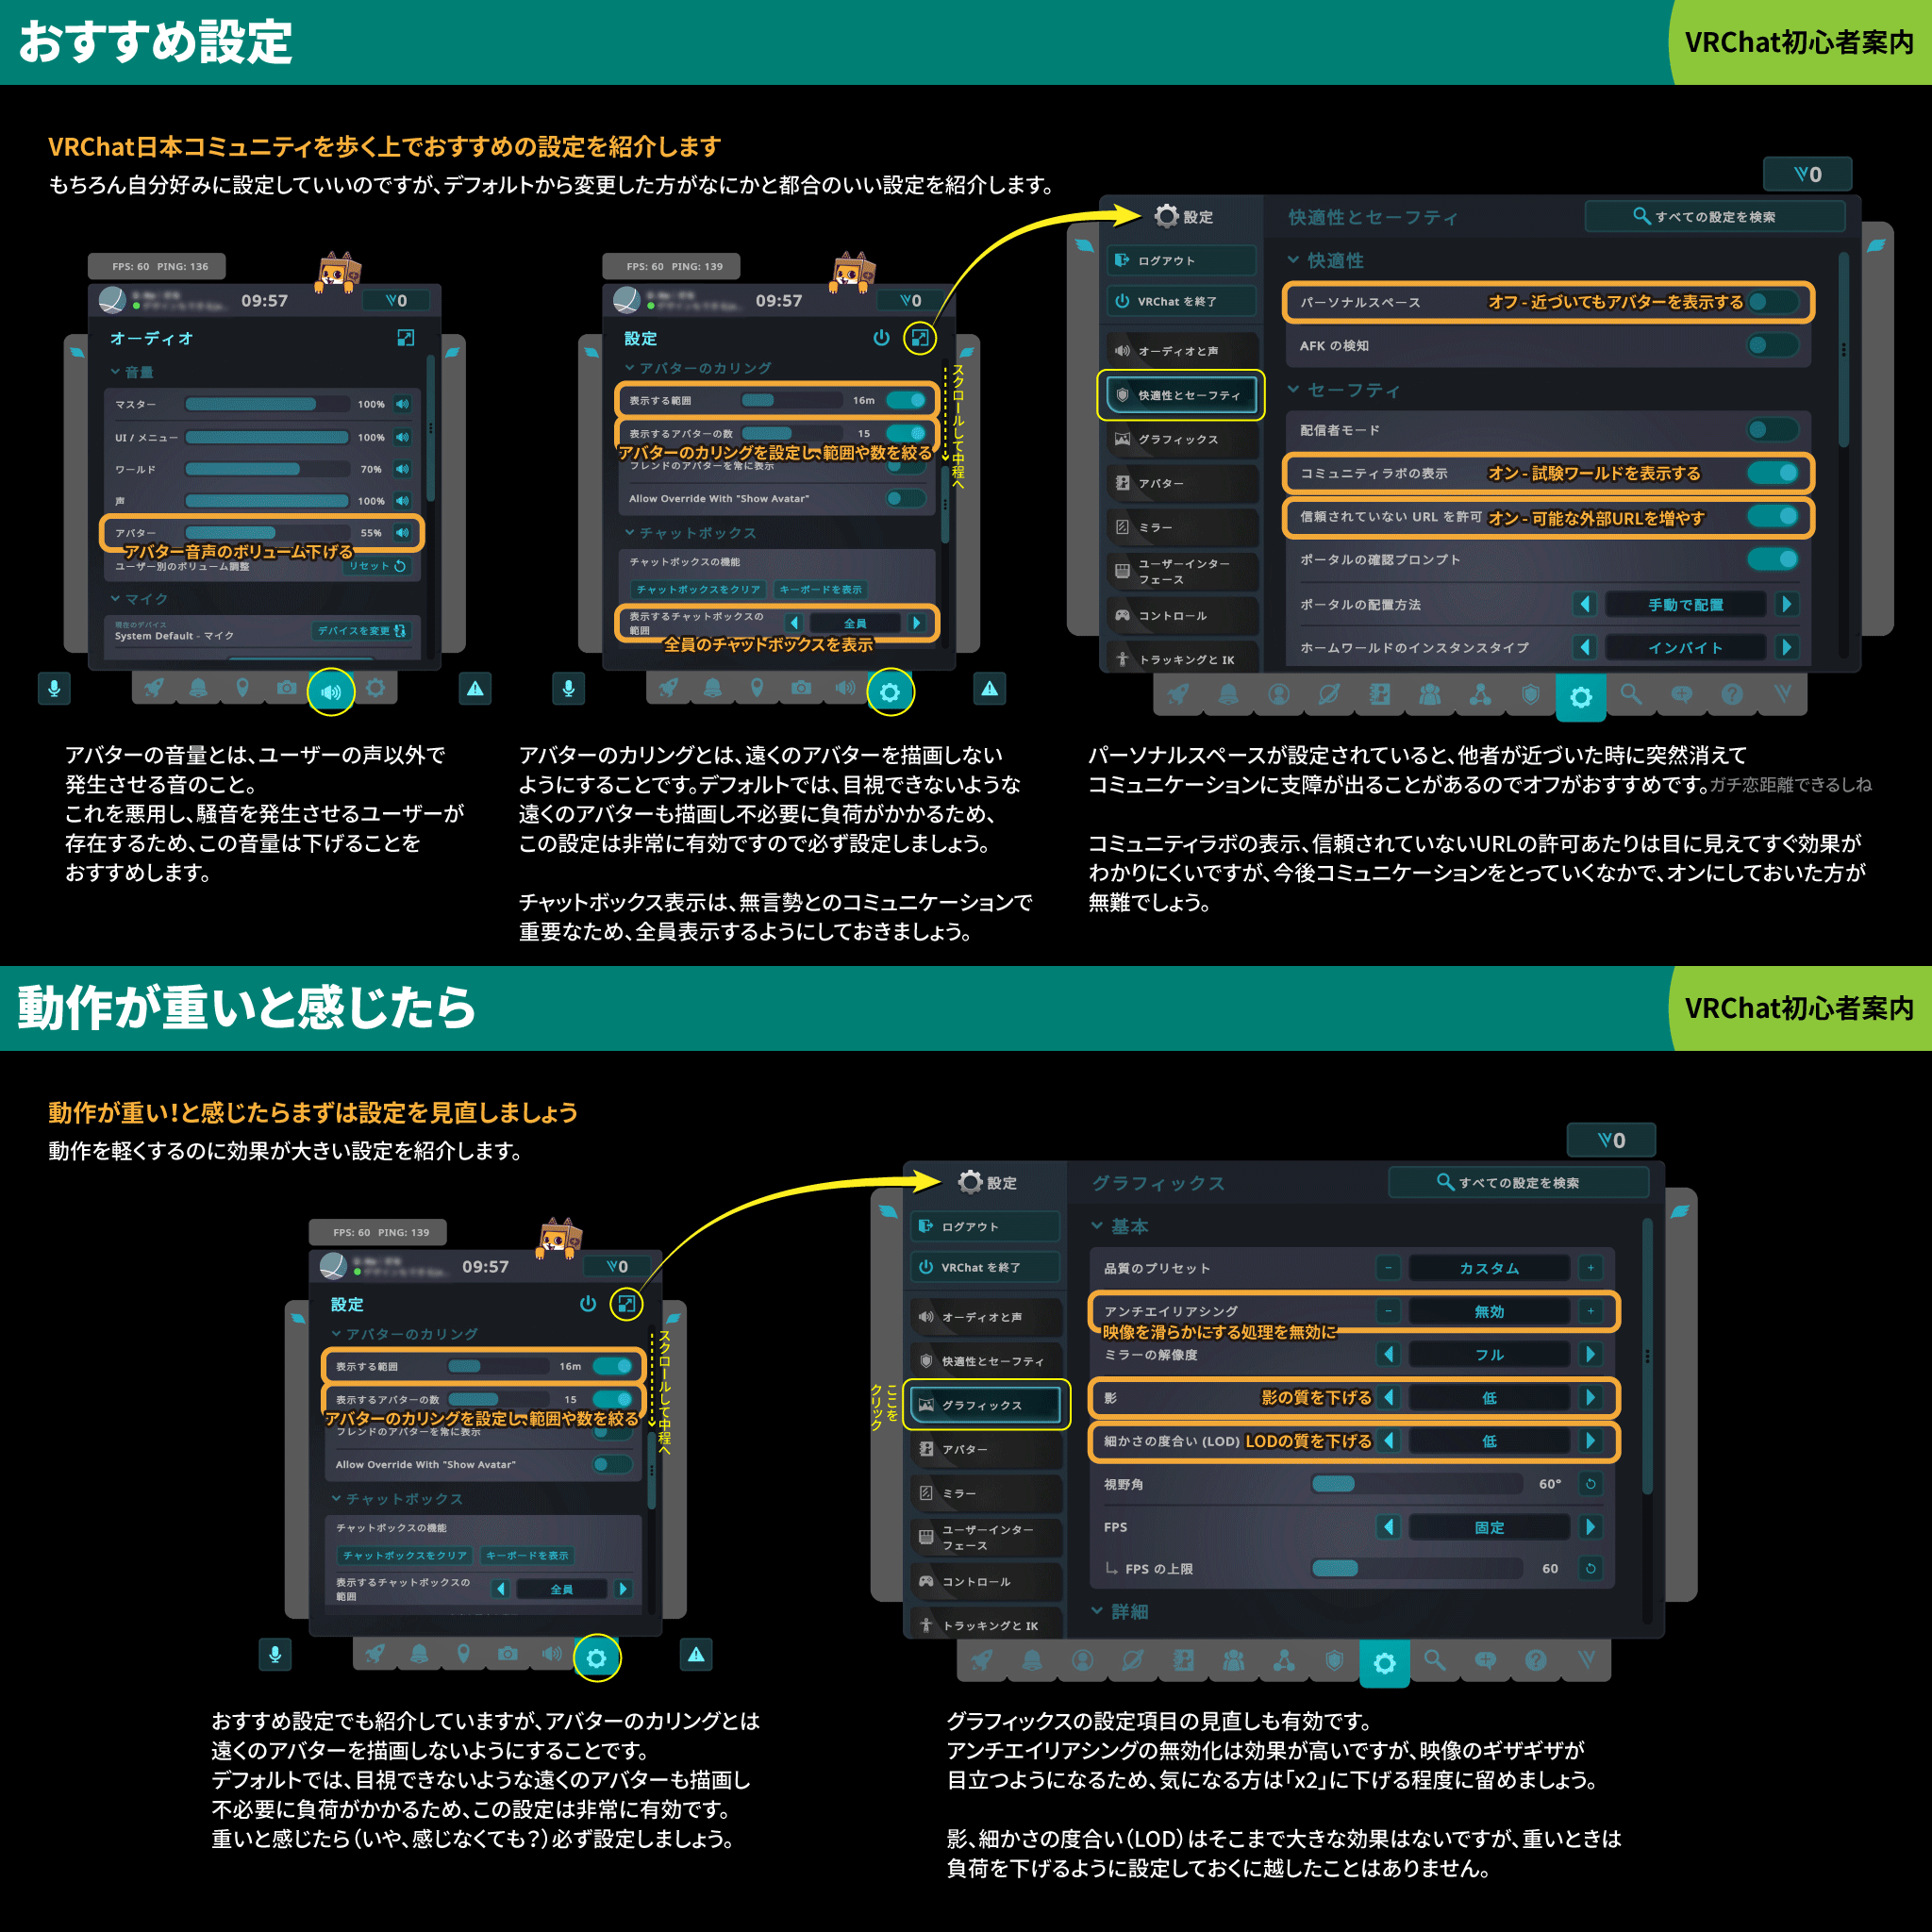 おすすめ設定
VRChat初心者案内
VRChat日本コミュニティを歩く上でおすすめの設定を紹介します
もちろん自分好みに設定していいのですが、デフォルトから変更した方がなにかと都合のいい設定を紹介します。
FPS: 60 PING: 136
09:57
0
オーディオ
音量
マスター 100%
UI / メニュー 100%
ワールド 70%
声 100%
アバター 55%
アバター音声のボリューム下げる
ユーザー別のボリューム調整 リセット
マイク
現在のデバイス
System Default - マイク デバイスを変更
アバターの音量とは、ユーザーの声以外で
発生させる音のこと。
これを悪用し、騒音を発生させるユーザーが
存在するため、この音量は下げることを
おすすめします。
FPS: 60 PING: 139
09:57
0
設定
アバターのカリング
表示する範囲 16m
表示するアバターの数 15
アバターのカリングを設定し、範囲や数を絞る
フレンドのアバターを常に表示
Allow Override With "Show Avatar"
チャットボックス
チャットボックスの機能
チャットボックスをクリア キーボードを表示
表示するチャットボックスの
範囲 全員
全員のチャットボックスを表示
スクロールして中程へ
アバターのカリングとは、遠くのアバターを描画しない
ようにすることです。デフォルトでは、目視できないような
遠くのアバターも描画し不必要に負荷がかかるため、
この設定は非常に有効ですので必ず設定しましょう。
チャットボックス表示は、無言勢とのコミュニケーションで
重要なため、全員表示するようにしておきましょう。
0
設定
ログアウト
VRChat を終了
オーディオと声
快適性とセーフティ
グラフィックス
アバター
ミラー
ユーザーインター
フェース
コントロール
トラッキングと IK
快適性とセーフティ
すべての設定を検索
快適性
パーソナルスペース オフ - 近づいてもアバターを表示する
AFK の検知
セーフティ
配信者モード
コミュニティラボの表示 オン - 試験ワールドを表示する
信頼されていない URL を許可 オン - 可能な外部URLを増やす
ポータルの確認プロンプト
ポータルの配置方法 手動で配置
ホームワールドのインスタンスタイプ インバイト
パーソナルスペースが設定されていると、他者が近づいた時に突然消えて
コミュニケーションに支障が出ることがあるのでオフがおすすめです。ガチ恋距離できるしね
コミュニティラボの表示、信頼されていないURLの許可あたりは目に見えてすぐ効果が
わかりにくいですが、今後コミュニケーションをとっていくなかで、オンにしておいた方が
無難でしょう。
動作が重いと感じたら
VRChat初心者案内
動作が重い!と感じたらまずは設定を見直しましょう
動作を軽くするのに効果が大きい設定を紹介します。
FPS: 60 PING: 139
09:57
0
設定
アバターのカリング
表示する範囲 16m
表示するアバターの数 15
アバターのカリングを設定し、範囲や数を絞る
フレンドのアバターを常に表示
Allow Override With "Show Avatar"
チャットボックス
チャットボックスの機能
チャットボックスをクリア キーボードを表示
表示するチャットボックスの
範囲 全員
スクロールして中程へ
おすすめ設定でも紹介していますが、アバターのカリングとは
遠くのアバターを描画しないようにすることです。
デフォルトでは、目視できないような遠くのアバターも描画し
不必要に負荷がかかるため、この設定は非常に有効です。
重いと感じたら（いや、感じなくても？）必ず設定しましょう。
0
設定
ログアウト
VRChat を終了
オーディオと声
快適性とセーフティ
グラフィックス
ここを
クリック
アバター
ミラー
ユーザーインター
フェース
コントロール
トラッキングと IK
グラフィックス
すべての設定を検索
基本
品質のプリセット - カスタム +
アンチエイリアシング - 無効 +
映像を滑らかにする処理を無効に
ミラーの解像度 フル
影 影の質を下げる 低
細かさの度合い (LOD) LODの質を下げる 低
視野角 60°
FPS 固定
FPS の上限 60
詳細
グラフィックスの設定項目の見直しも有効です。
アンチエイリアシングの無効化は効果が高いですが、映像のギザギザが
目立つようになるため、気になる方は「x2」に下げる程度に留めましょう。
影、細かさの度合い（LOD）はそこまで大きな効果はないですが、重いときは
負荷を下げるように設定しておくに越したことはありません。